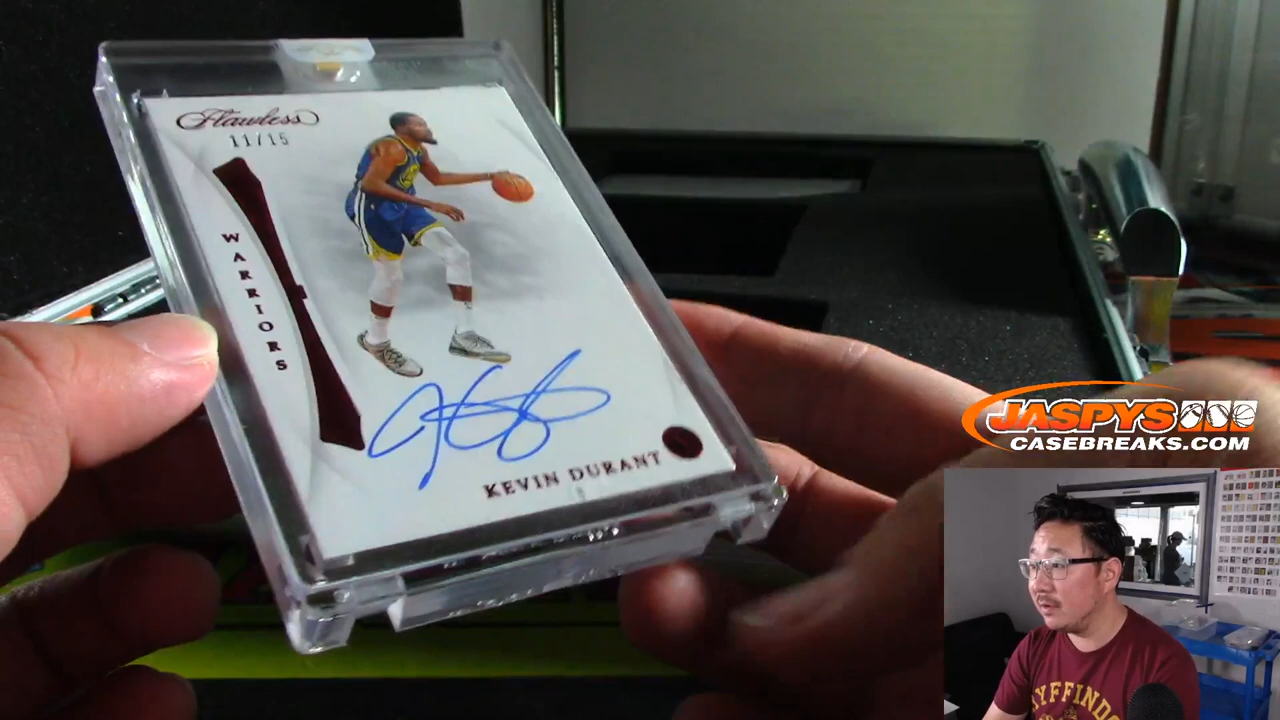 Flawless
11/15
WARRIORS
KEVIN DURANT
JASPYS
CASEBREAKS.COM